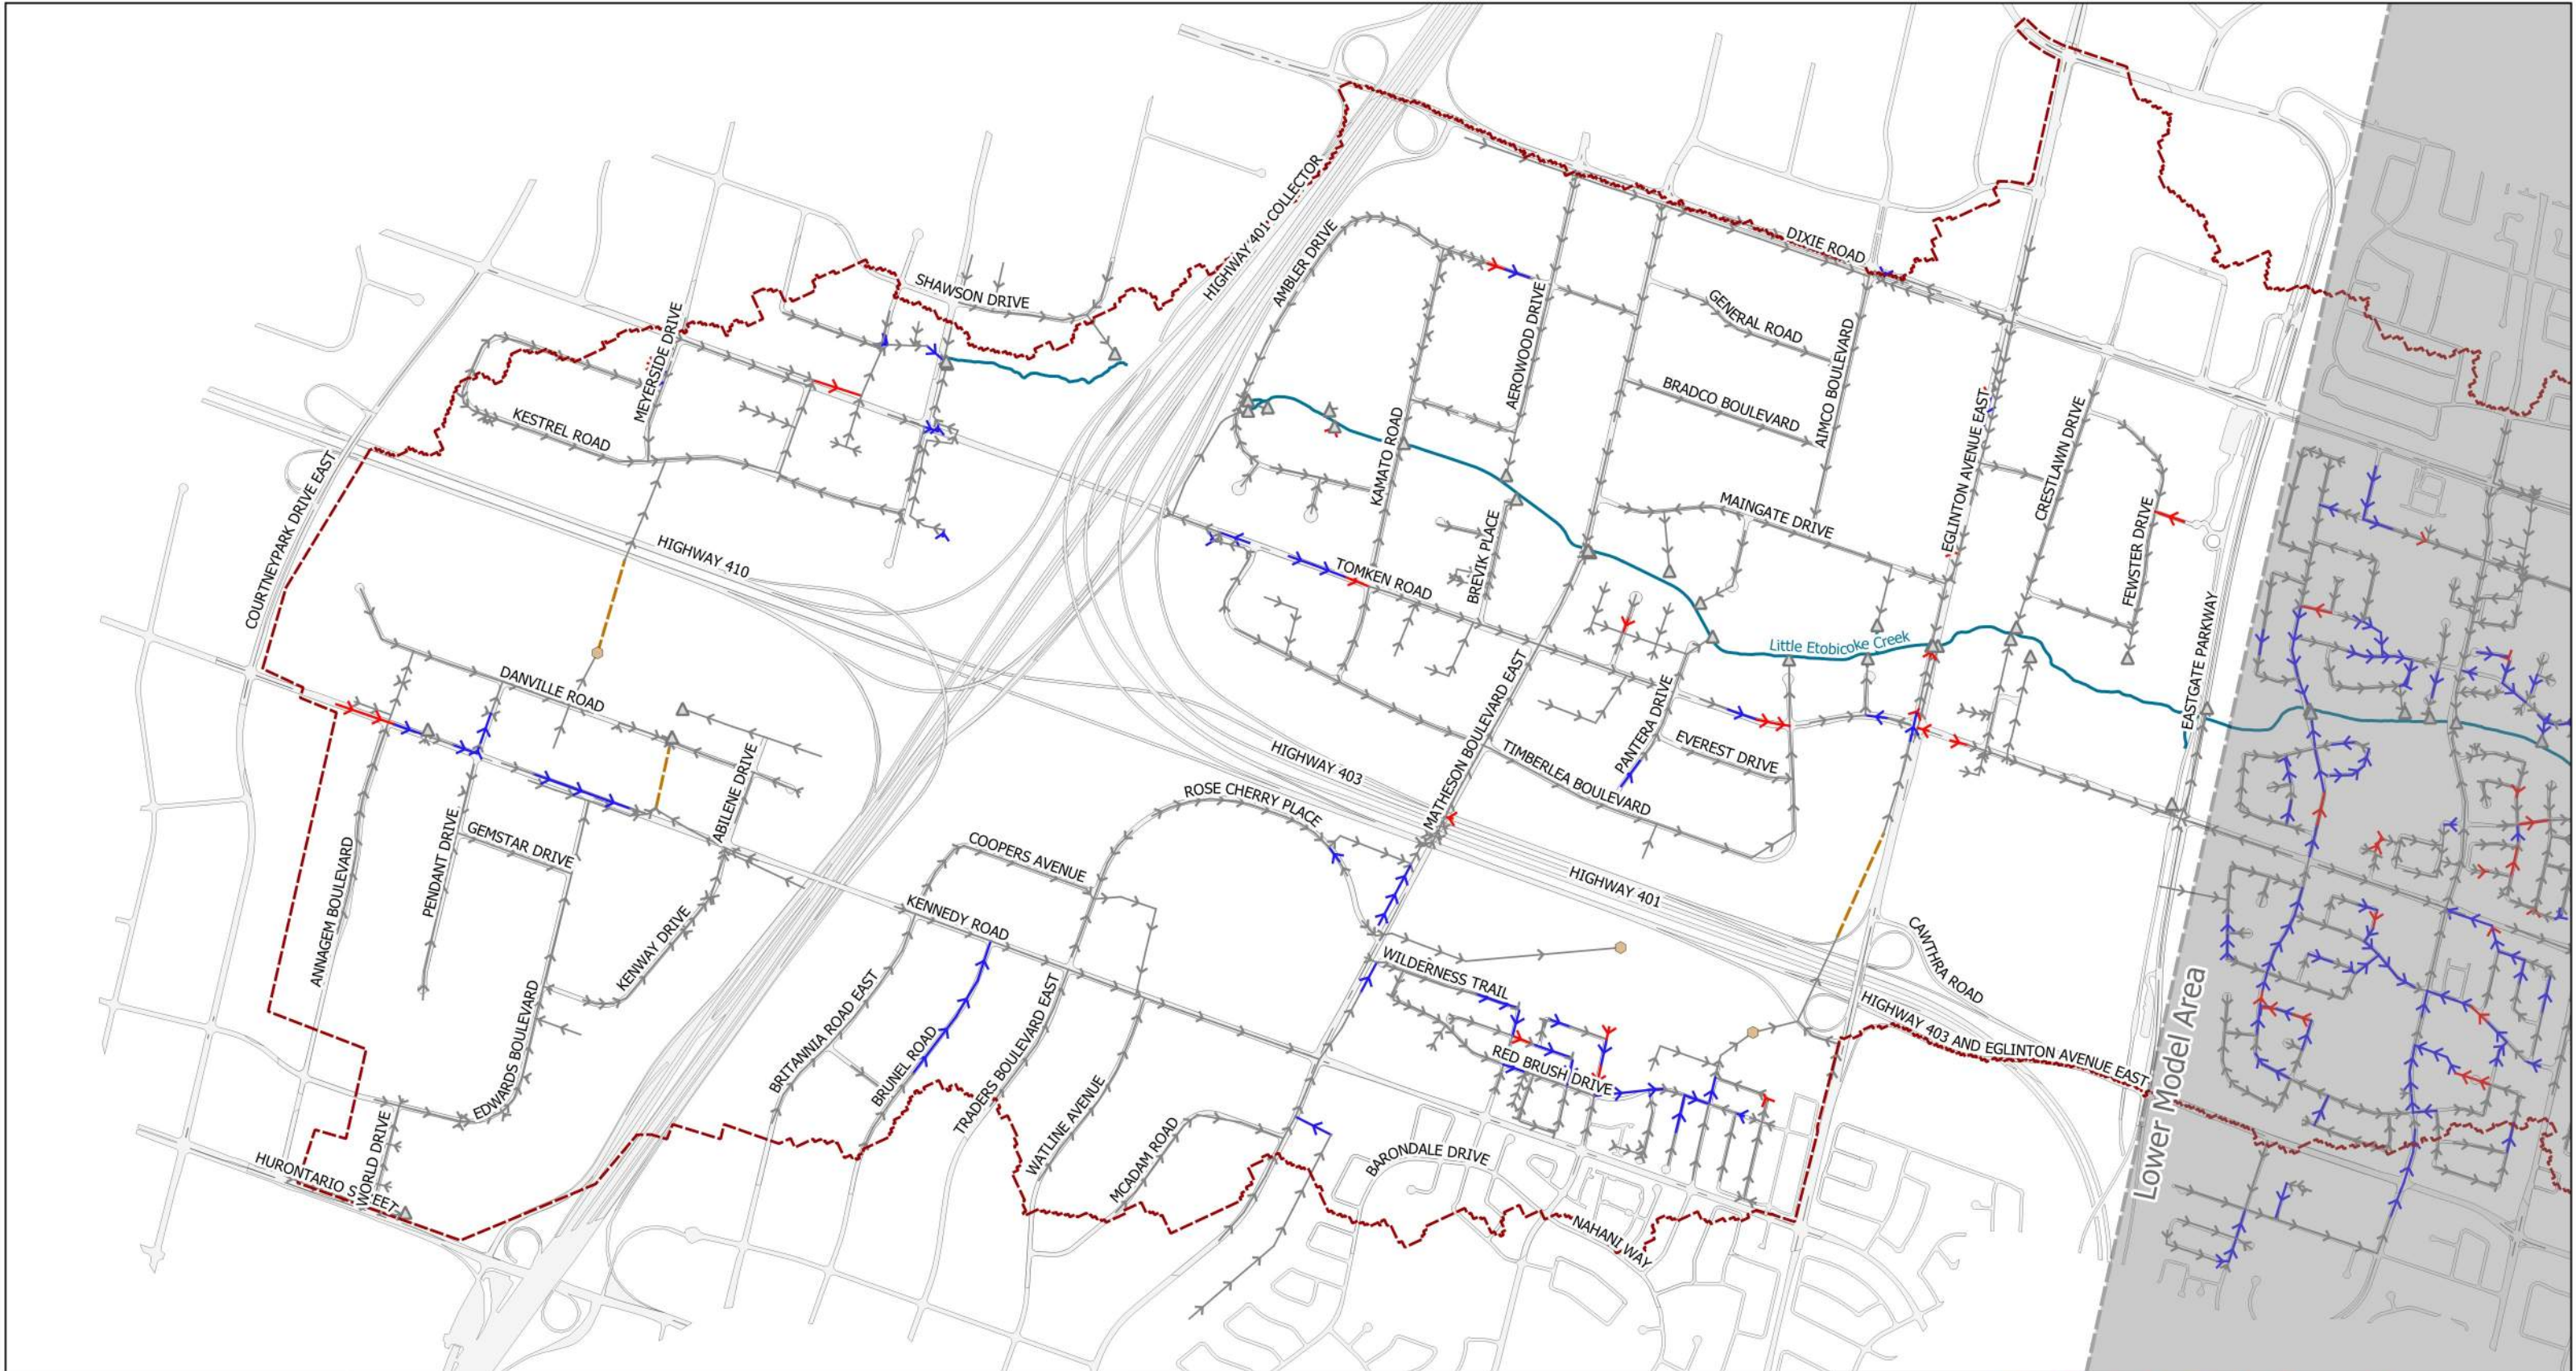 HIGHWAY 401 COLLECTOR
AMBLER DRIVE
DIXIE ROAD
SHAWSON DRIVE
MEYERSIDE DRIVE
KESTREL ROAD
GENERAL ROAD
AEROWOOD DRIVE
AIMCO BOULEVARD
BRADCO BOULEVARD
KAMATO ROAD
EGLINTON AVENUE EAST
CRESTLAWN DRIVE
COURTNEYPARK DRIVE EAST
MAINGATE DRIVE
FEWSTER DRIVE
BREVIK PLACE
HIGHWAY 410
TOMKEN ROAD
EASTGATE PARKWAY
Little Etobicoke Creek
DANVILLE ROAD
PANTERA DRIVE
MATHESON BOULEVARD EAST
EVEREST DRIVE
HIGHWAY 403
TIMBERLEA BOULEVARD
ABILENE DRIVE
ROSE CHERRY PLACE
PENDANT DRIVE
GEMSTAR DRIVE
COOPERS AVENUE
ANNAGEM BOULEVARD
HIGHWAY 401
KENNEDY ROAD
KENWAY DRIVE
CAWTHRA ROAD
WILDERNESS TRAIL
BRITANNIA ROAD EAST
BRUNEL ROAD
TRADERS BOULEVARD EAST
EDWARDS BOULEVARD
HIGHWAY 403 AND EGLINTON AVENUE EAST
RED BRUSH DRIVE
Lower Model Area
WATLINE AVENUE
MCADAM ROAD
BARONDALE DRIVE
WORLD DRIVE
HURONTARIO STREET
NAHANI WAY